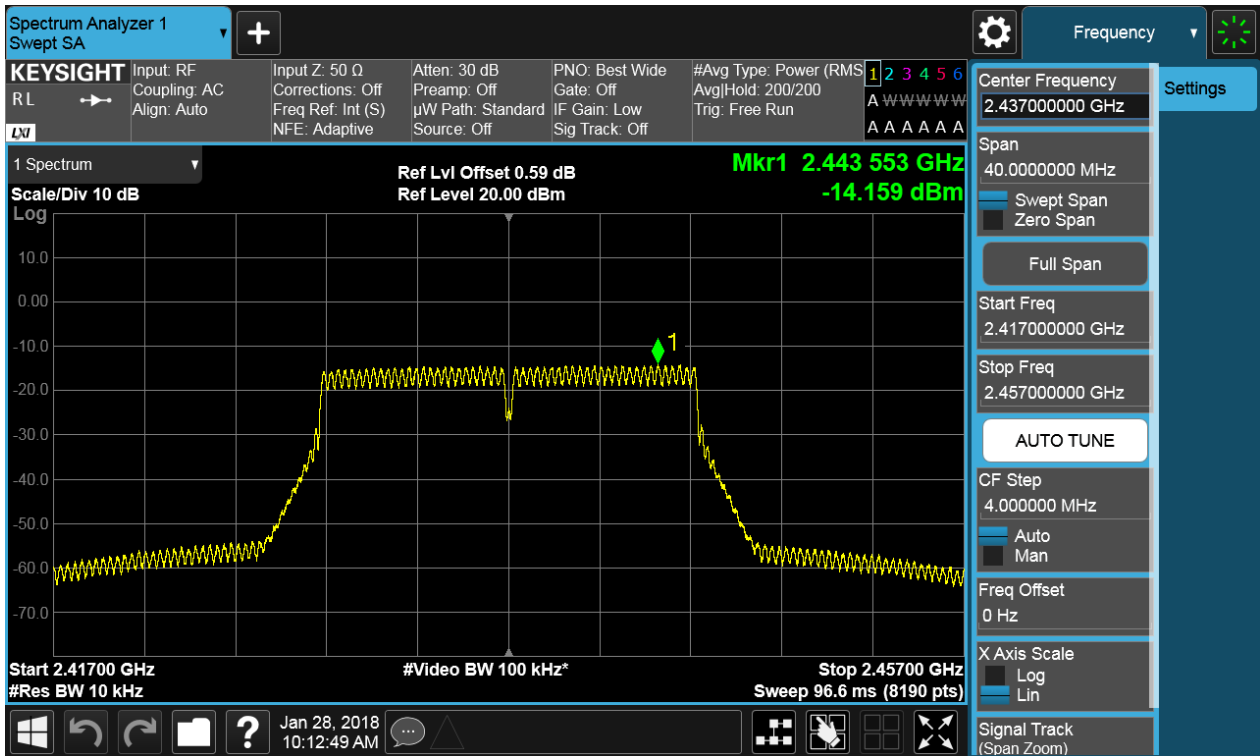 Spectrum Analyzer 1
Swept SA
+
Frequency
KEYSIGHT
R L
LXI
Input: RF
Coupling: AC
Align: Auto
Input Z: 50 Ω
Corrections: Off
Freq Ref: Int (S)
NFE: Adaptive
Atten: 30 dB
Preamp: Off
µW Path: Standard
Source: Off
PNO: Best Wide
Gate: Off
IF Gain: Low
Sig Track: Off
#Avg Type: Power (RMS
Avg|Hold: 200/200
Trig: Free Run
1 2 3 4 5 6
A W W W W W
A A A A A A
Center Frequency
2.437000000 GHz
Settings
Span
40.0000000 MHz
Swept Span
Zero Span
Full Span
Start Freq
2.417000000 GHz
Stop Freq
2.457000000 GHz
AUTO TUNE
CF Step
4.000000 MHz
Auto
Man
Freq Offset
0 Hz
X Axis Scale
Log
Lin
Signal Track
(Span Zoom)
1 Spectrum
Scale/Div 10 dB
Ref Lvl Offset 0.59 dB
Ref Level 20.00 dBm
Mkr1 2.443 553 GHz
-14.159 dBm
Log
10.0
0.00
-10.0
-20.0
-30.0
-40.0
-50.0
-60.0
-70.0
1
Start 2.41700 GHz
#Res BW 10 kHz
#Video BW 100 kHz*
Stop 2.45700 GHz
Sweep 96.6 ms (8190 pts)
?
Jan 28, 2018
10:12:49 AM